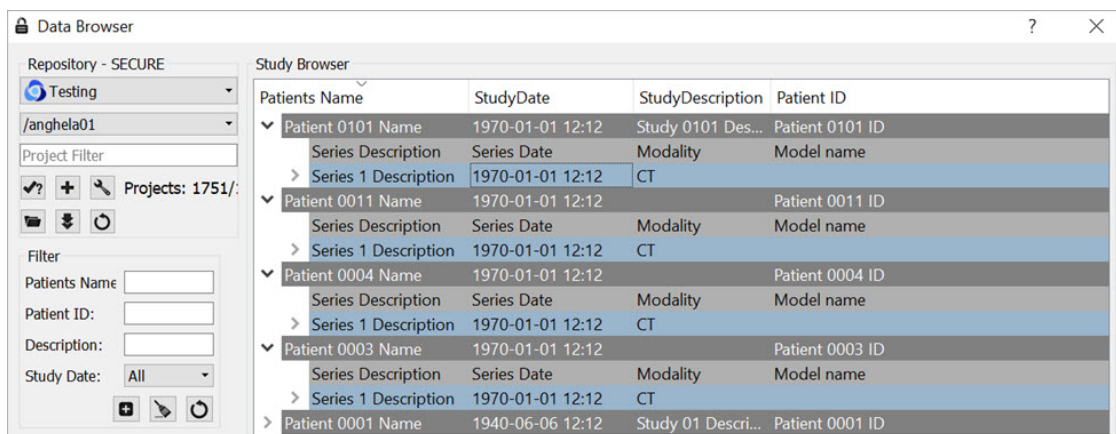 Data Browser ?
Repository - SECURE
Testing
/anghela01
Project Filter
Projects: 1751/
Filter
Patients Name
Patient ID:
Description:
Study Date: All
Study Browser
Patients Name StudyDate StudyDescription Patient ID
Patient 0101 Name 1970-01-01 12:12 Study 0101 Des... Patient 0101 ID
Series Description Series Date Modality Model name
Series 1 Description 1970-01-01 12:12 CT
Patient 0011 Name 1970-01-01 12:12 Patient 0011 ID
Series Description Series Date Modality Model name
Series 1 Description 1970-01-01 12:12 CT
Patient 0004 Name 1970-01-01 12:12 Patient 0004 ID
Series Description Series Date Modality Model name
Series 1 Description 1970-01-01 12:12 CT
Patient 0003 Name 1970-01-01 12:12 Patient 0003 ID
Series Description Series Date Modality Model name
Series 1 Description 1970-01-01 12:12 CT
Patient 0001 Name 1940-06-06 12:12 Study 01 Descri... Patient 0001 ID